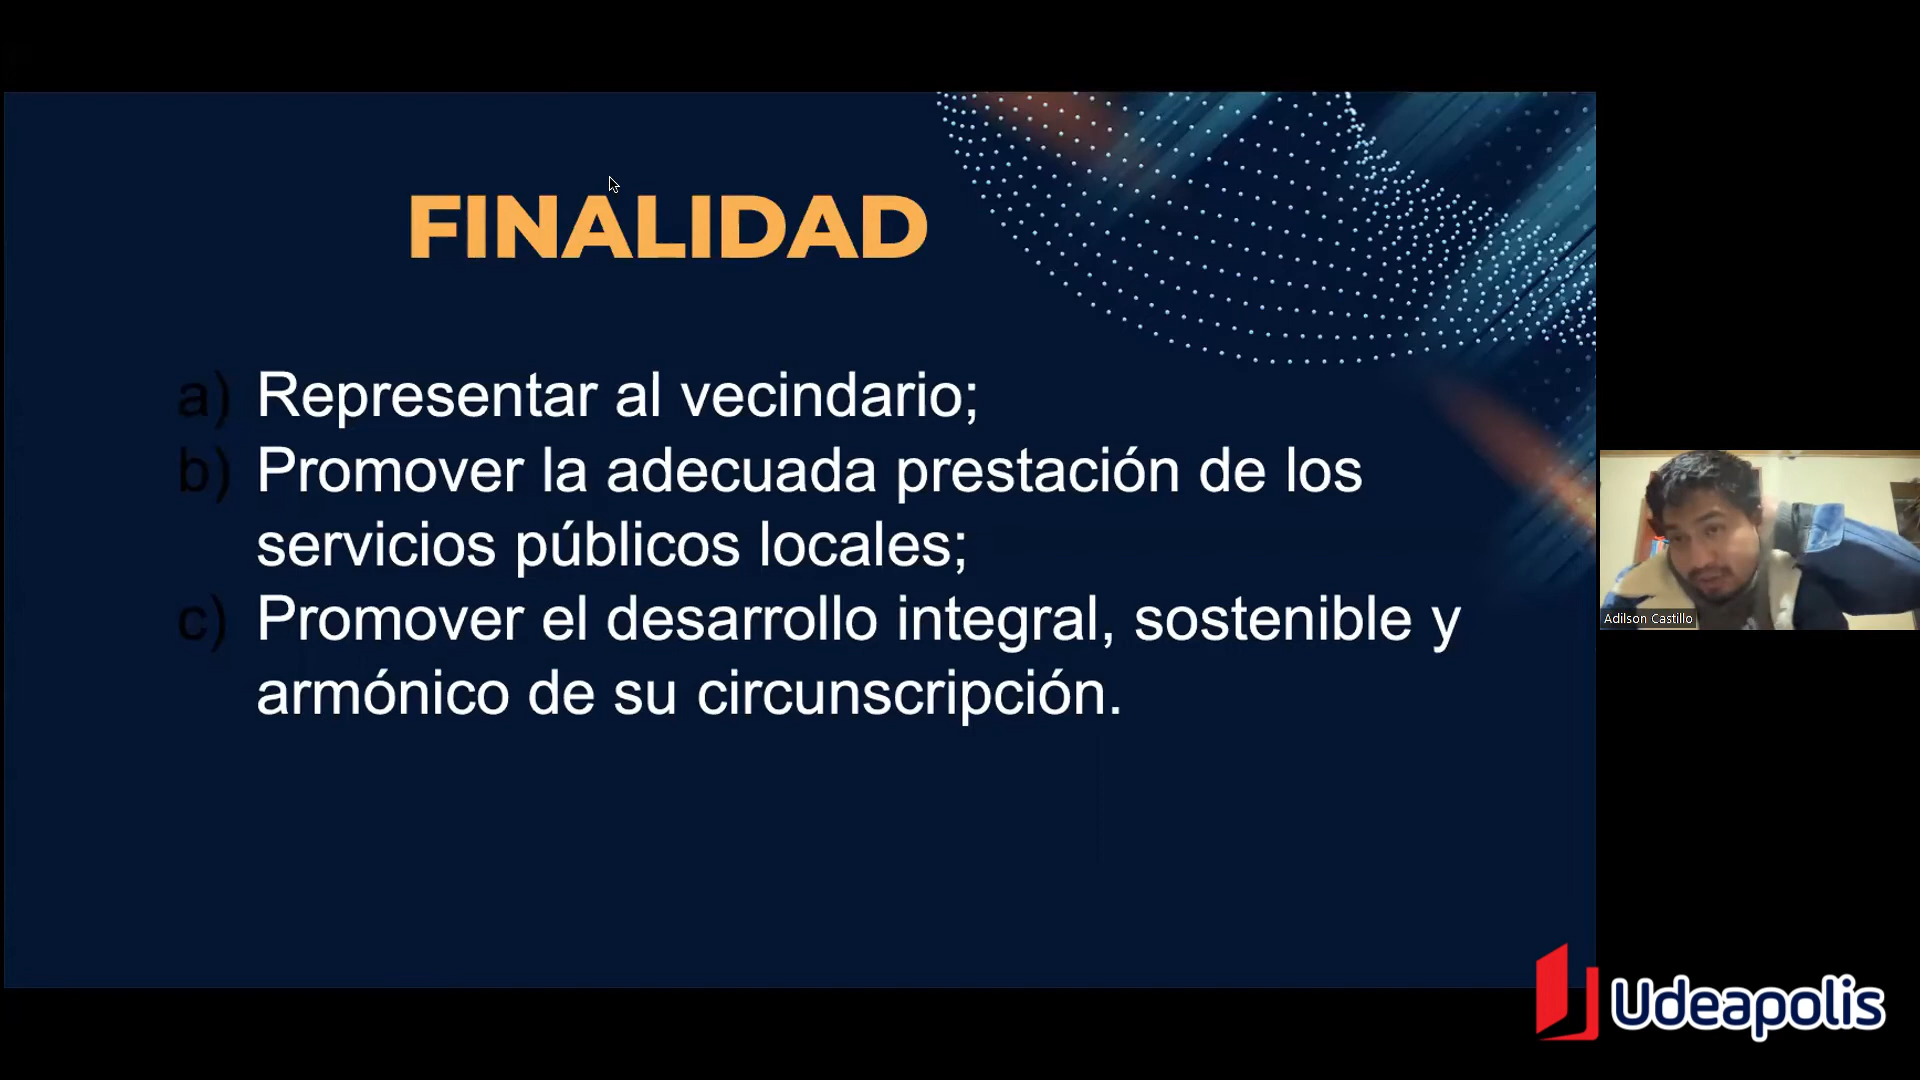 FINALIDAD
a) Representar al vecindario;
b) Promover la adecuada prestación de los
servicios públicos locales;
c) Promover el desarrollo integral, sostenible y
armónico de su circunscripción.
Adilson Castillo
Udeapolis